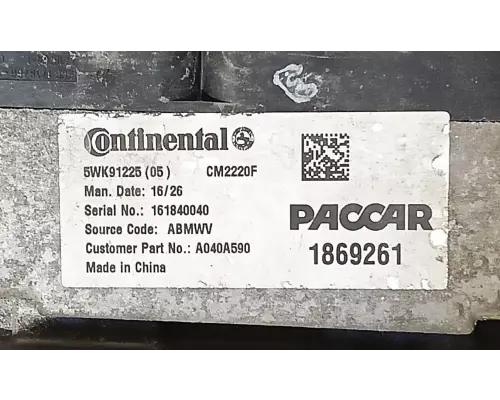 Continental
5WK91225 (05) CM2220F
Man. Date: 16/26
Serial No.: 161840040
Source Code: ABMWV
Customer Part No.: A040A590
Made in China
PACCAR
1869261